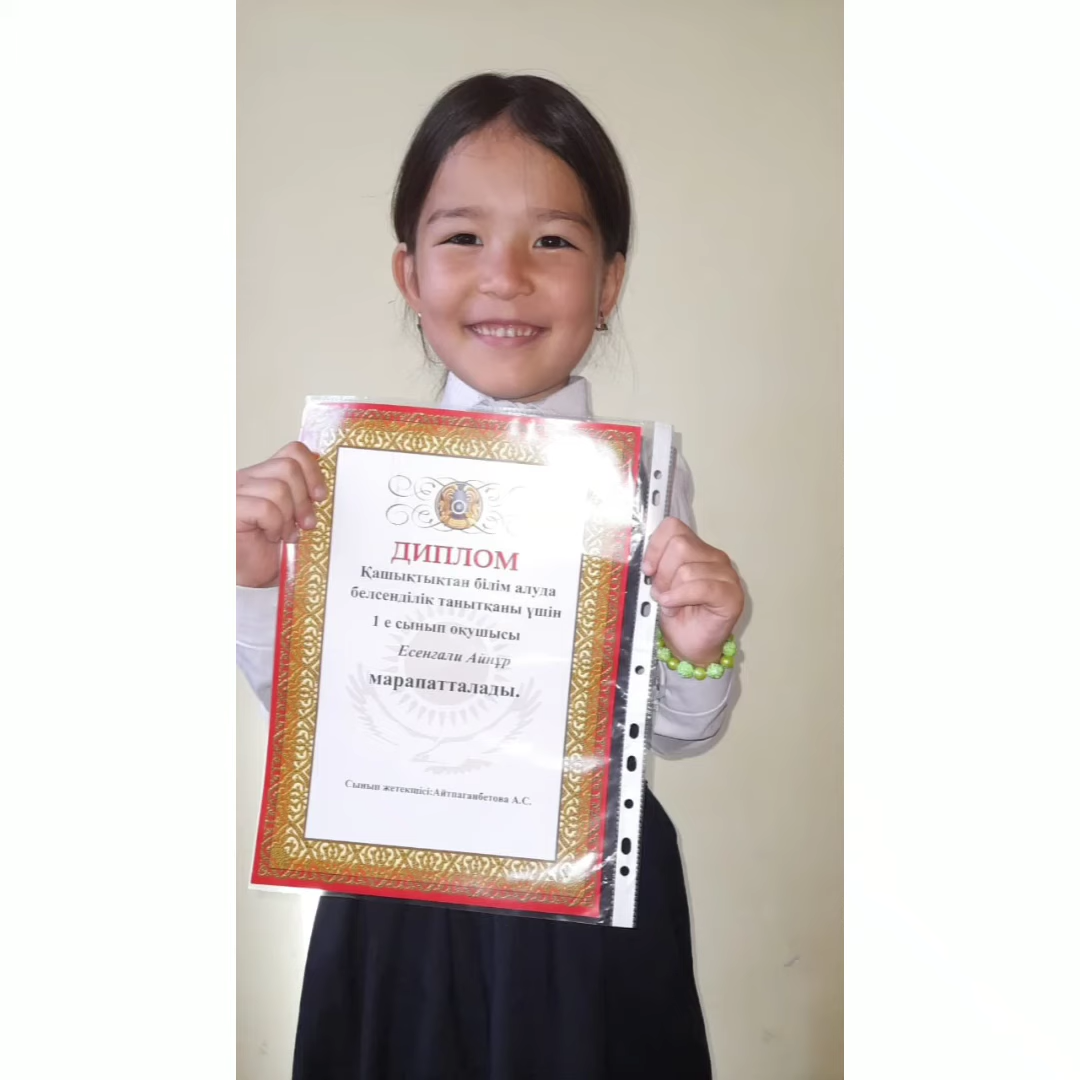 ДИПЛОМ
Қашықтықтан білім алуда
белсенділік танытқаны үшін
1 е сынып оқушысы
Есенгали Айнұр
марапатталады.
Сынып жетекшісі:Айтпаганбетова А.С.